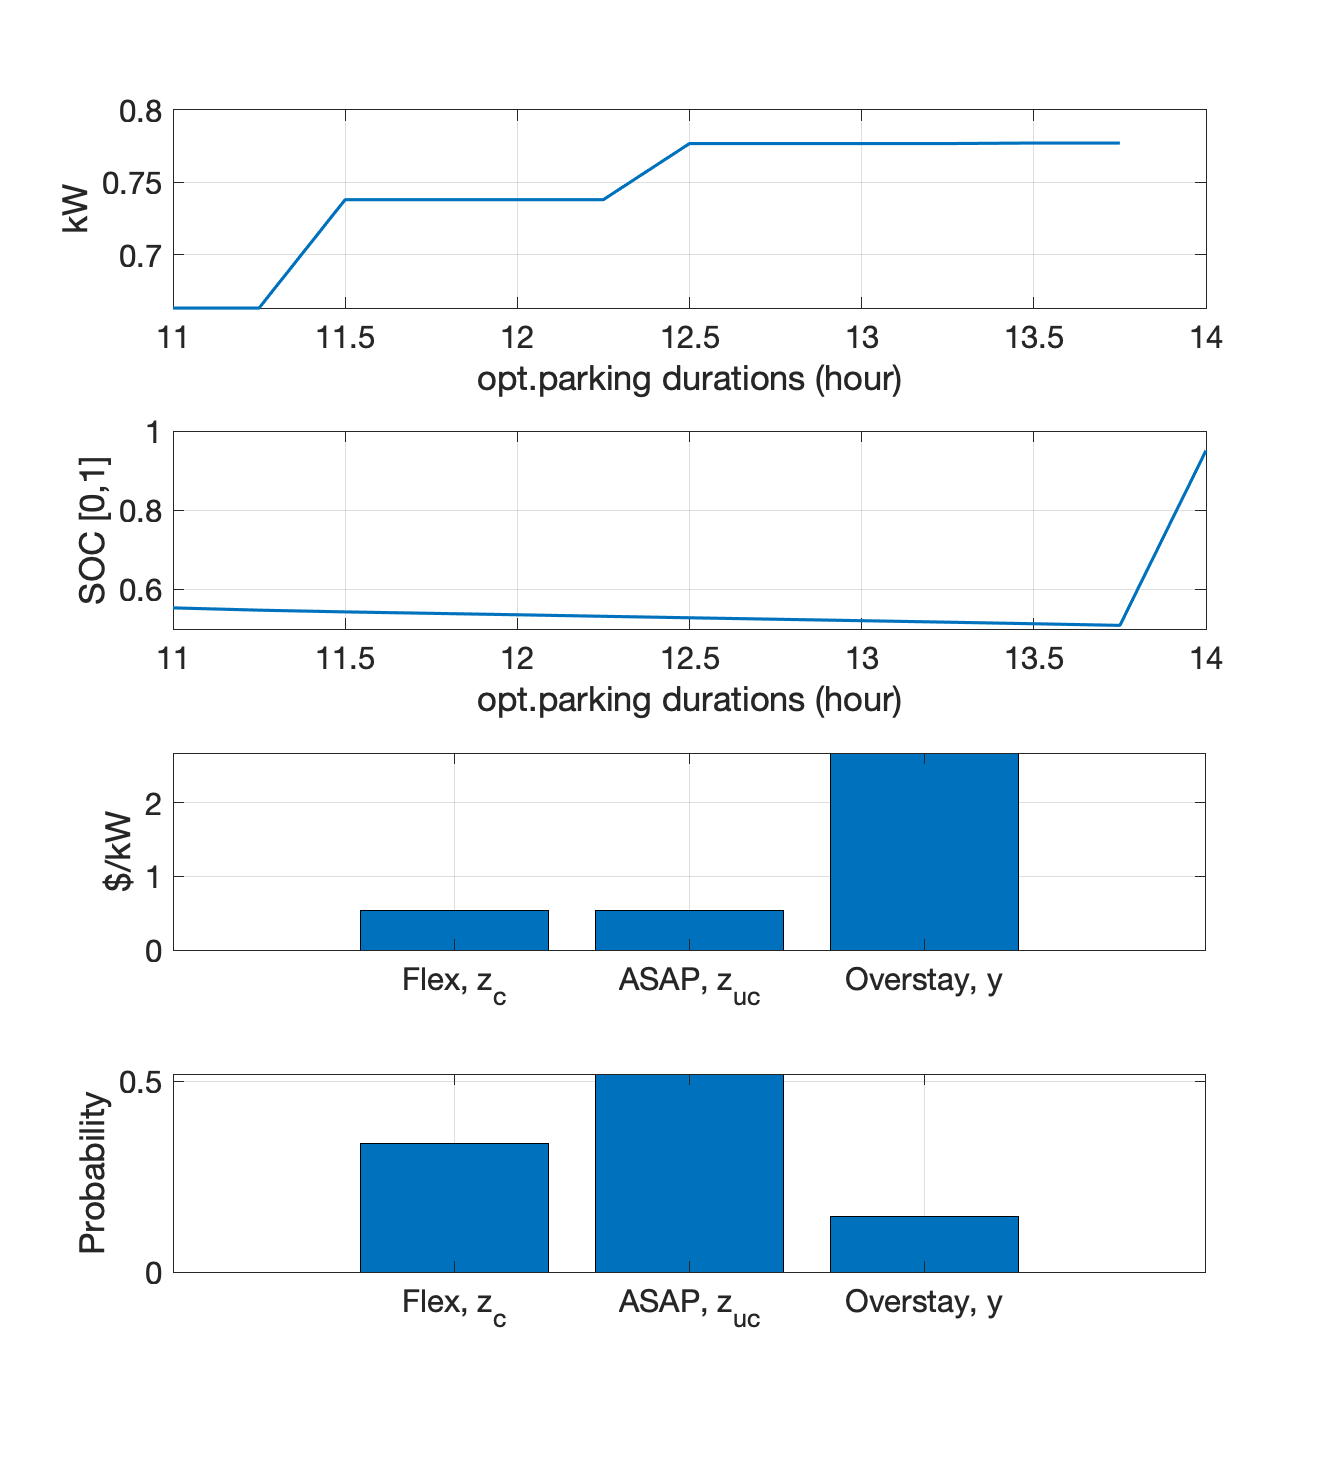 0.8
0.75
0.7
kW
11 11.5 12 12.5 13 13.5 14
opt.parking durations (hour)
1
0.8
0.6
SOC [0,1]
11 11.5 12 12.5 13 13.5 14
opt.parking durations (hour)
2
1
0
$/kW
Flex, z_c ASAP, z_uc Overstay, y
0.5
0
Probability
Flex, z_c ASAP, z_uc Overstay, y